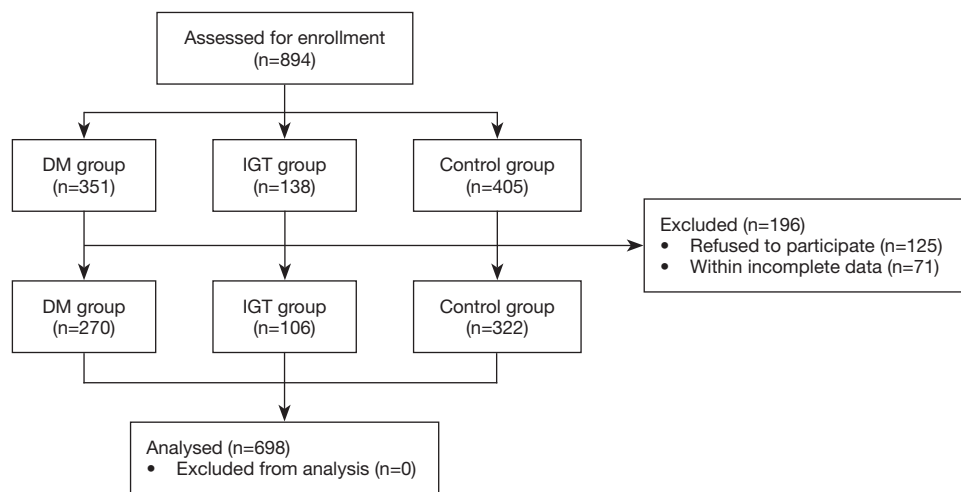 Assessed for enrollment
(n=894)
DM group
(n=351)
IGT group
(n=138)
Control group
(n=405)
Excluded (n=196)
• Refused to participate (n=125)
• Within incomplete data (n=71)
DM group
(n=270)
IGT group
(n=106)
Control group
(n=322)
Analysed (n=698)
• Excluded from analysis (n=0)